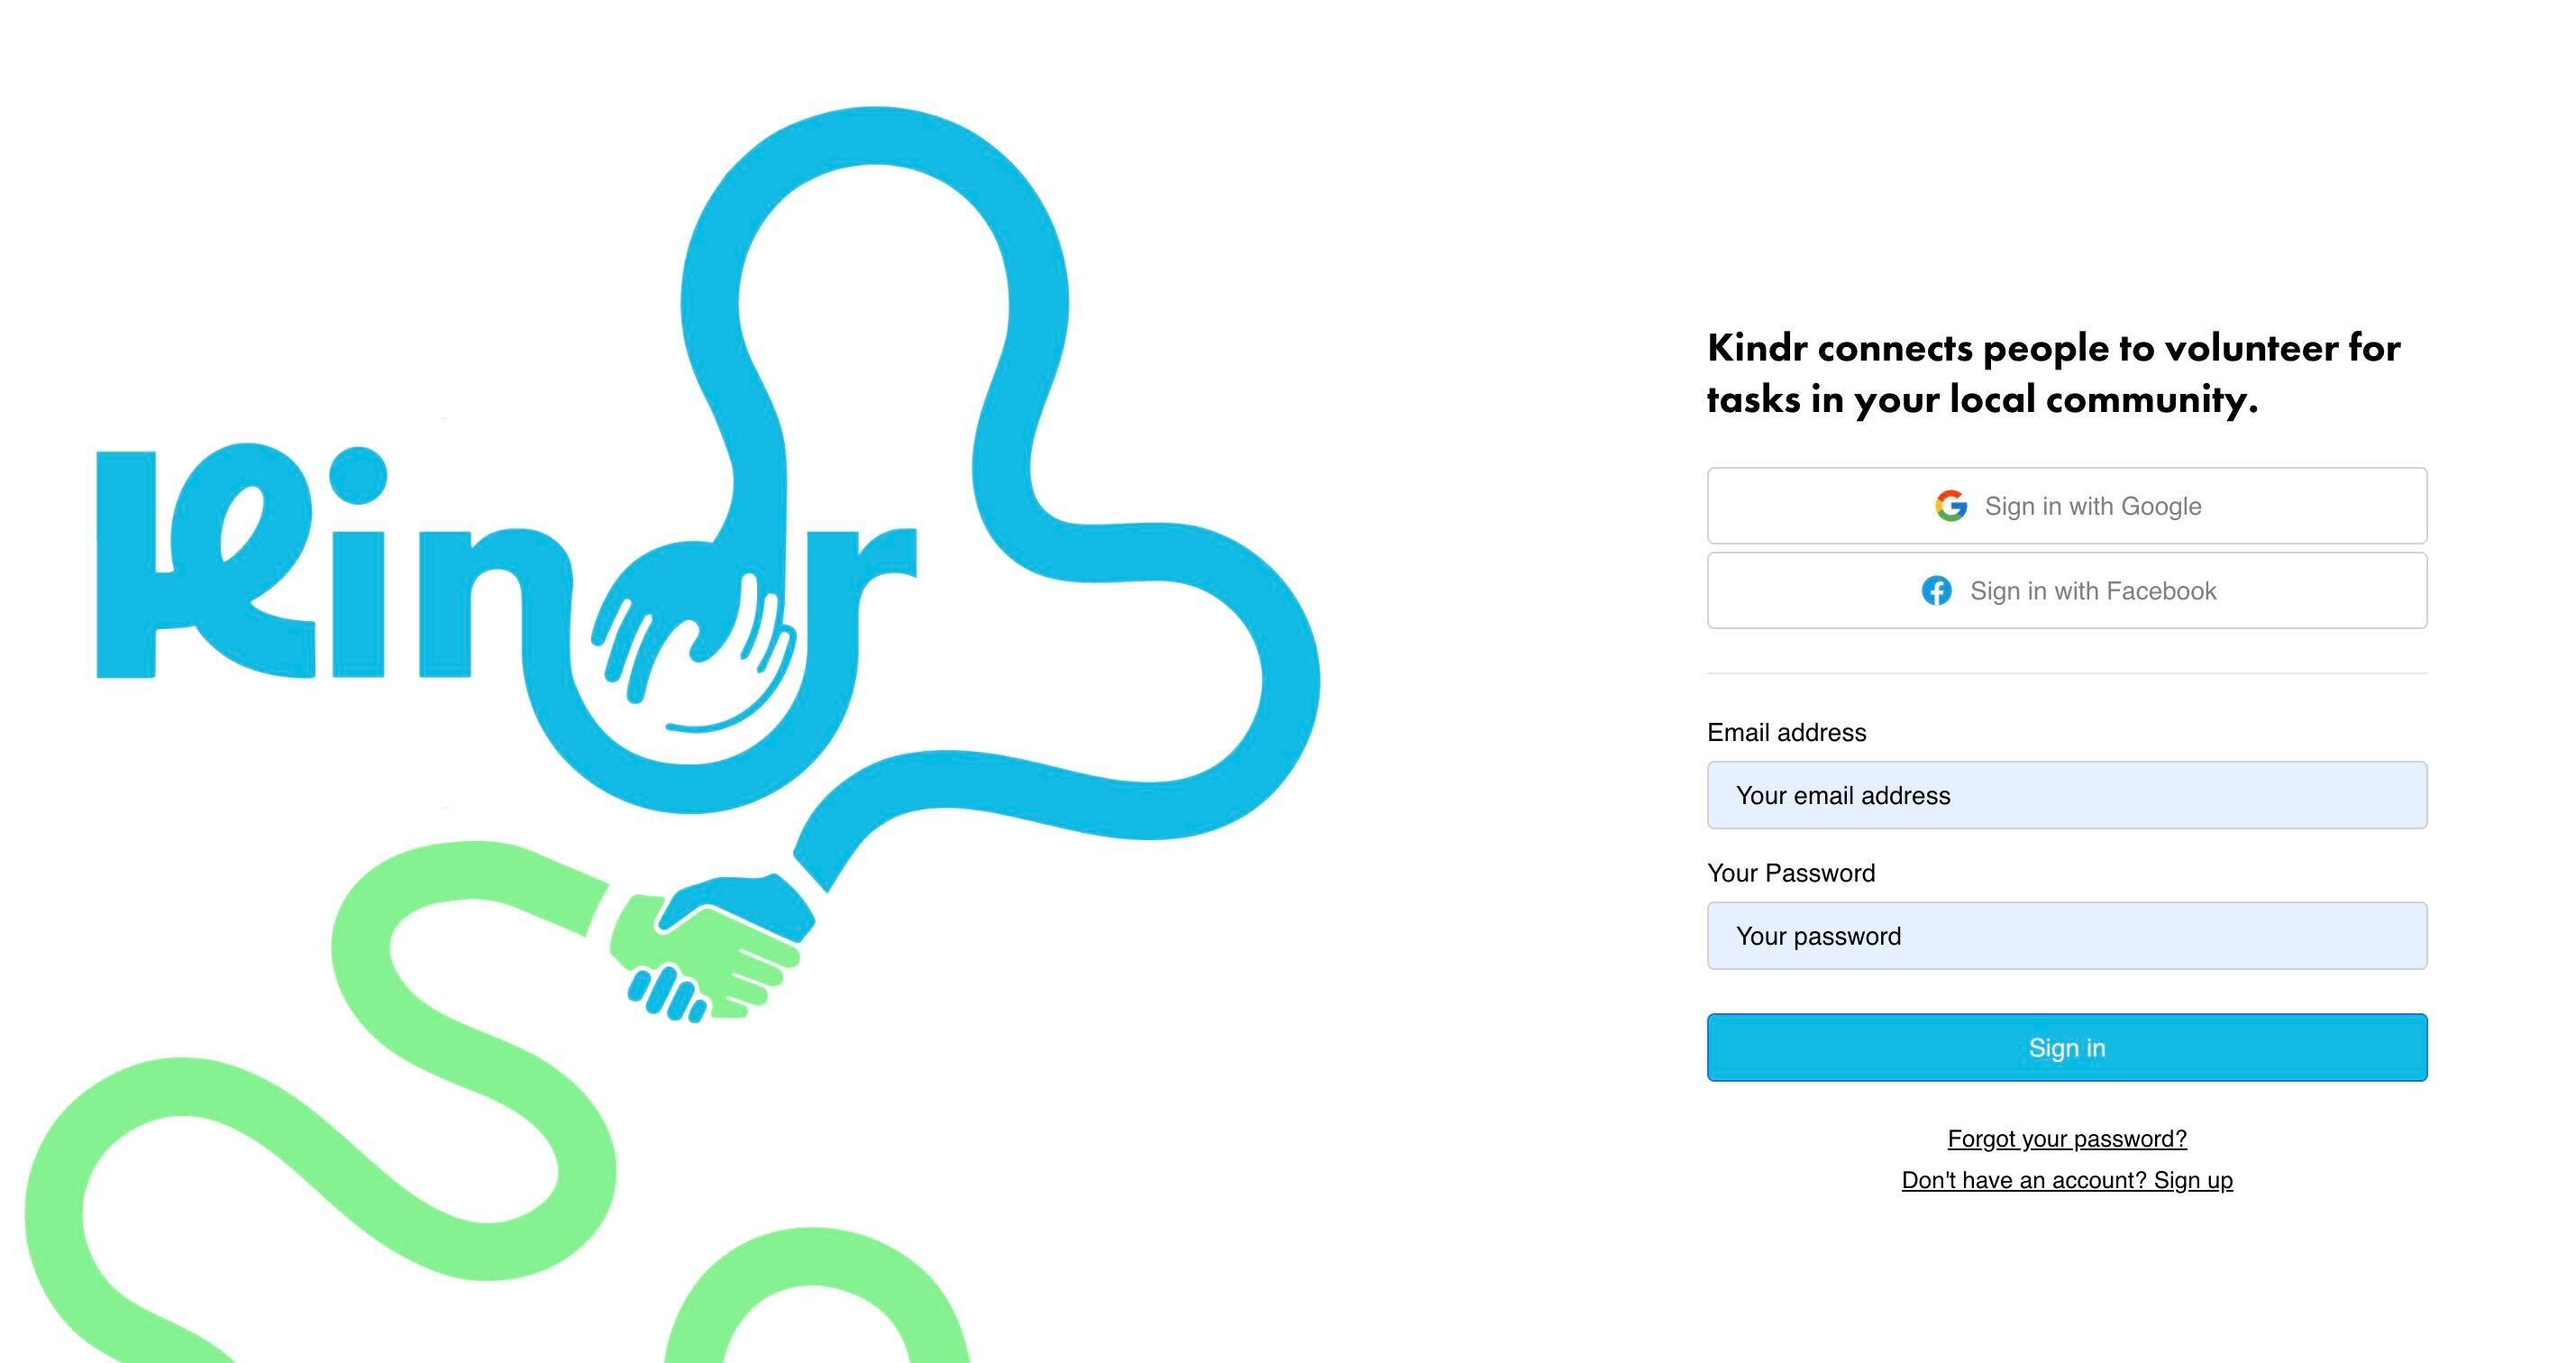 Kindr
Kindr connects people to volunteer for
tasks in your local community.
Sign in with Google
Sign in with Facebook
Email address
Your email address
Your Password
Your password
Sign in
Forgot your password?
Don't have an account? Sign up